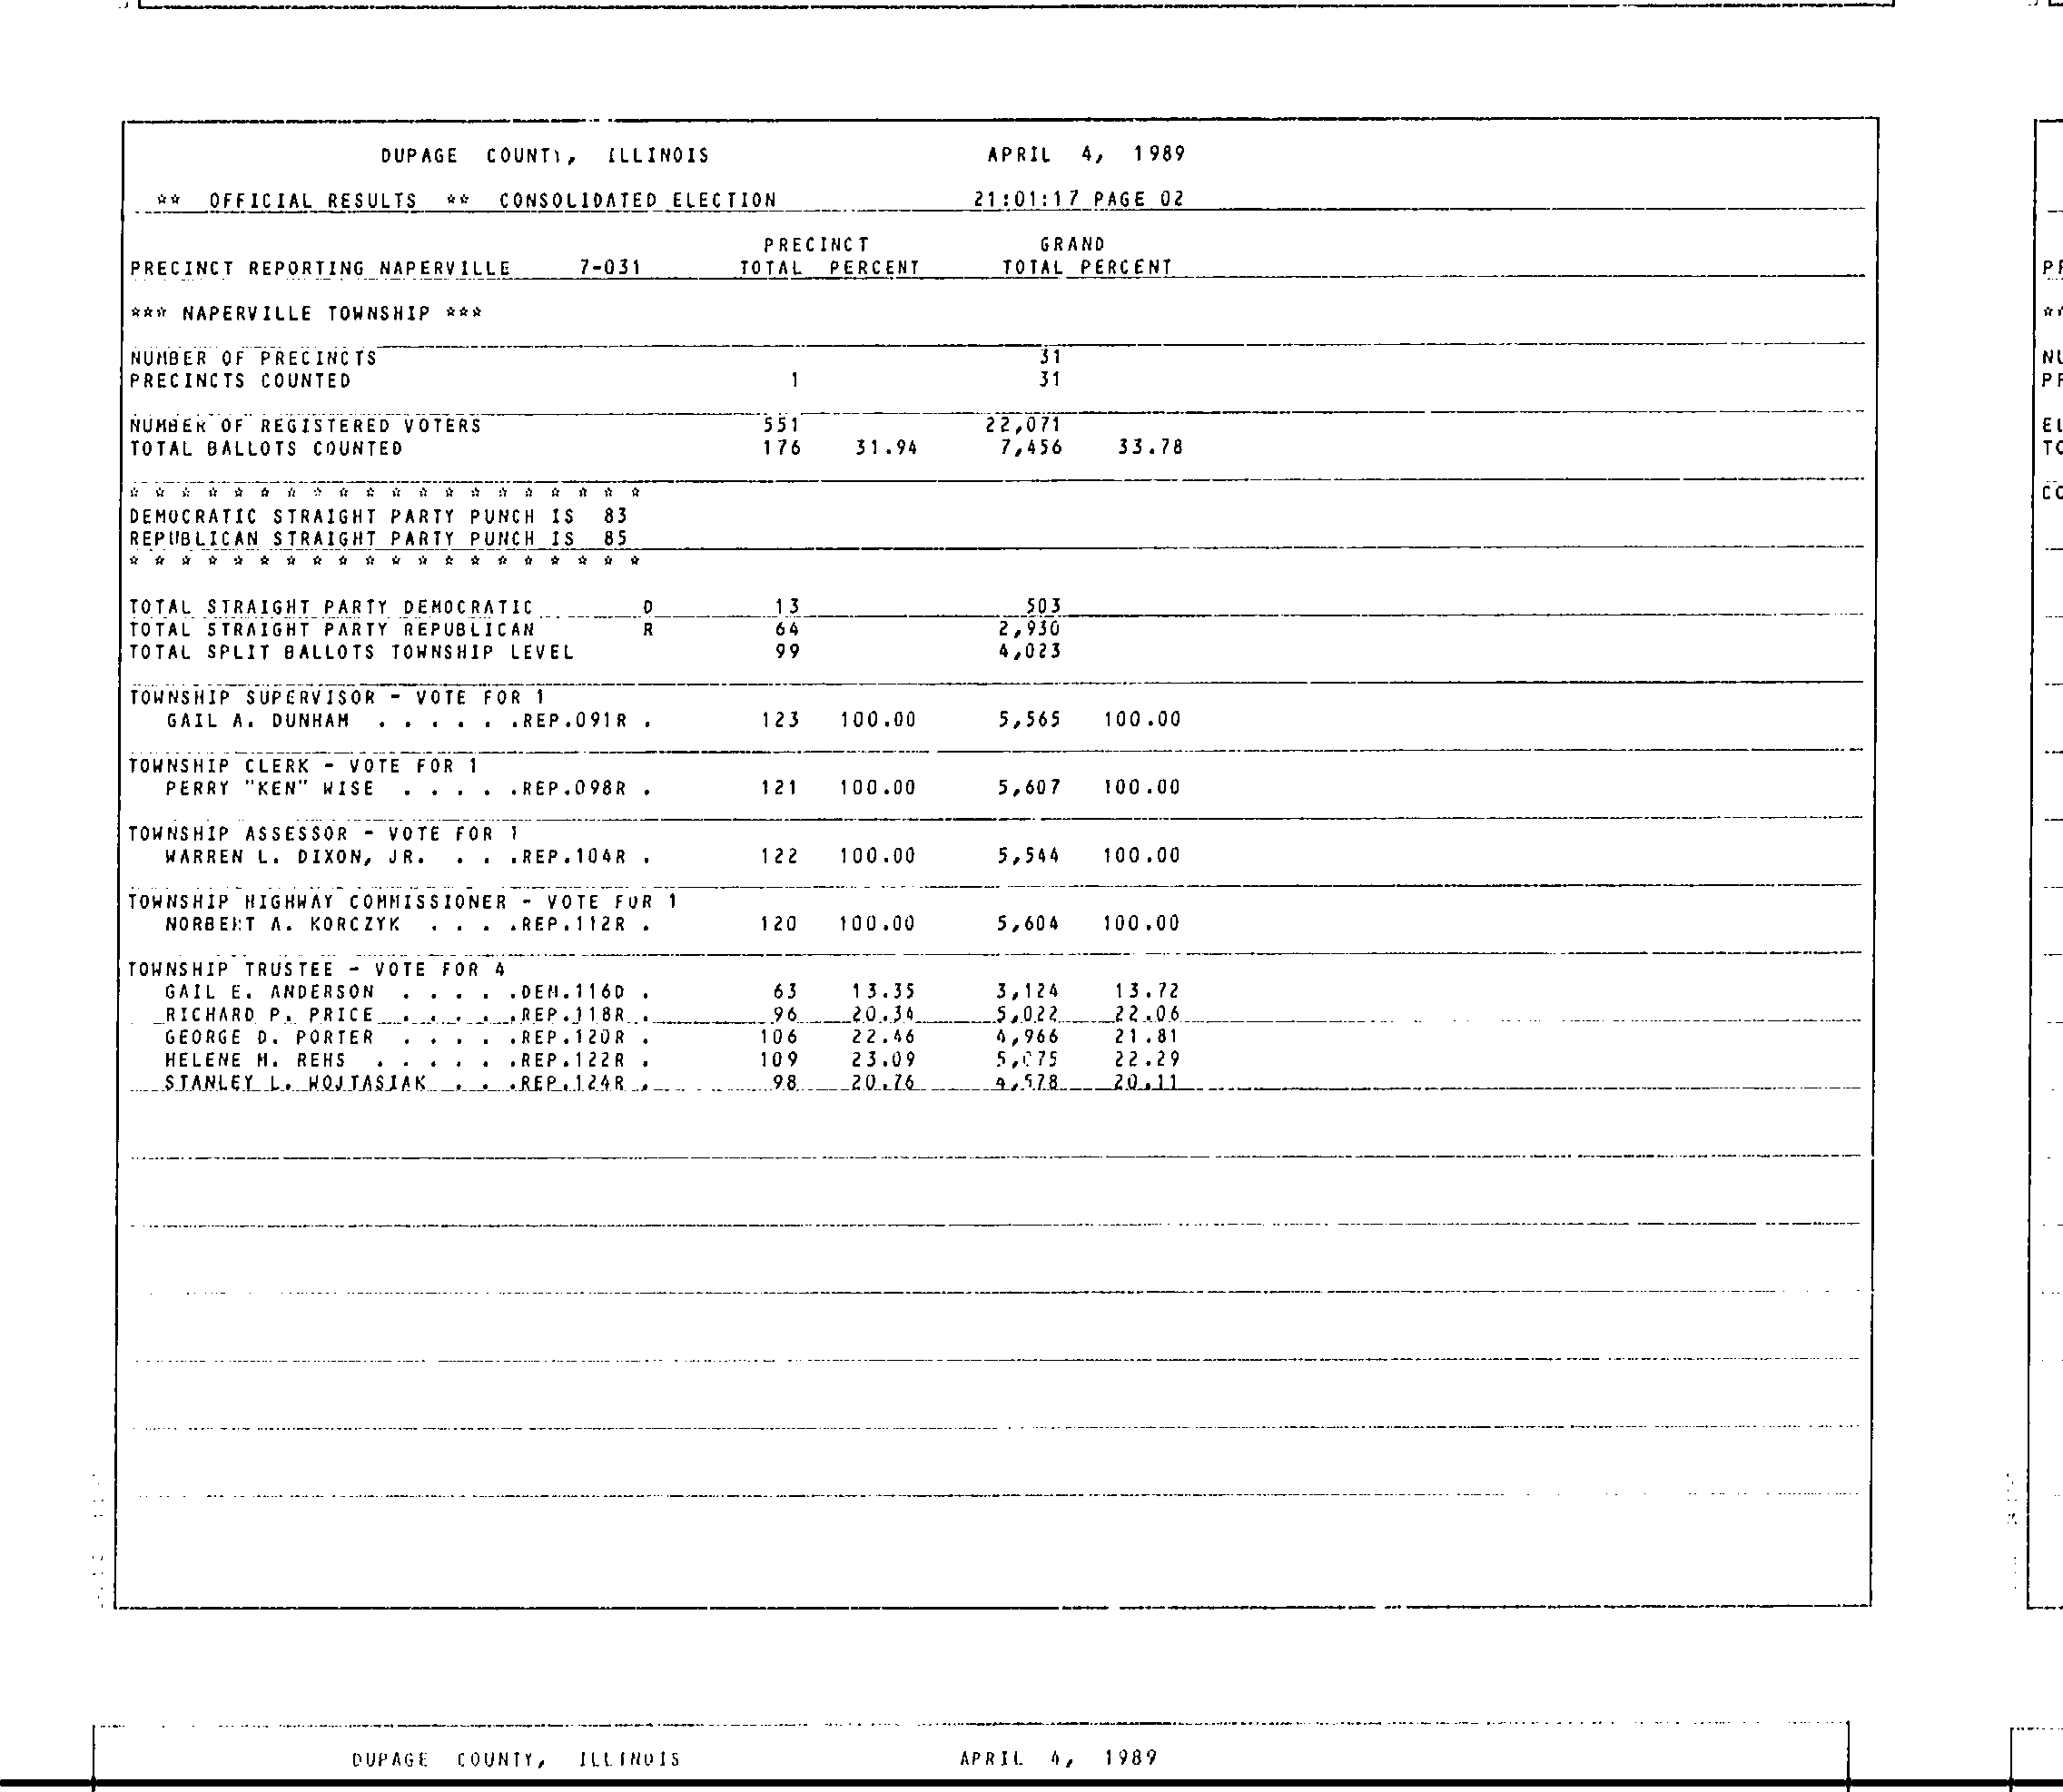 DUPAGE COUNTY, ILLINOIS APRIL 4, 1989
** OFFICIAL RESULTS ** CONSOLIDATED ELECTION 21:01:17 PAGE 02
PRECINCT GRAND
PRECINCT REPORTING NAPERVILLE 7-031 TOTAL PERCENT TOTAL PERCENT
*** NAPERVILLE TOWNSHIP ***
NUMBER OF PRECINCTS 31
PRECINCTS COUNTED 1 31
NUMBER OF REGISTERED VOTERS 551 22,071
TOTAL BALLOTS COUNTED 176 31.94 7,456 33.78
* * * * * * * * * * * * * * * * * * * *
DEMOCRATIC STRAIGHT PARTY PUNCH IS 83
REPUBLICAN STRAIGHT PARTY PUNCH IS 85
* * * * * * * * * * * * * * * * * * * *
TOTAL STRAIGHT PARTY DEMOCRATIC D 13 503
TOTAL STRAIGHT PARTY REPUBLICAN R 64 2,930
TOTAL SPLIT BALLOTS TOWNSHIP LEVEL 99 4,023
TOWNSHIP SUPERVISOR - VOTE FOR 1
GAIL A. DUNHAM . . . . . .REP.091R . 123 100.00 5,565 100.00
TOWNSHIP CLERK - VOTE FOR 1
PERRY "KEN" WISE . . . . .REP.098R . 121 100.00 5,607 100.00
TOWNSHIP ASSESSOR - VOTE FOR 1
WARREN L. DIXON, JR. . . .REP.104R . 122 100.00 5,544 100.00
TOWNSHIP HIGHWAY COMMISSIONER - VOTE FOR 1
NORBERT A. KORCZYK . . . .REP.112R . 120 100.00 5,604 100.00
TOWNSHIP TRUSTEE - VOTE FOR 4
GAIL E. ANDERSON . . . . .DEM.116D . 63 13.35 3,124 13.72
RICHARD P. PRICE . . . . .REP.118R . 96 20.34 5,022 22.06
GEORGE D. PORTER . . . . .REP.120R . 106 22.46 4,966 21.81
HELENE M. REHS . . . . . .REP.122R . 109 23.09 5,075 22.29
STANLEY L. WOJTASIAK . . .REP.124R . 98 20.76 4,578 20.11
DUPAGE COUNTY, ILLINOIS APRIL 4, 1989